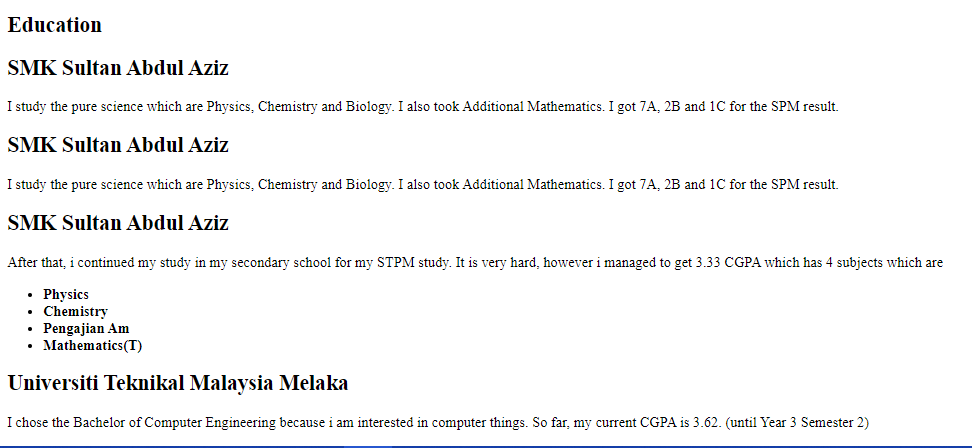 Education
SMK Sultan Abdul Aziz
I study the pure science which are Physics, Chemistry and Biology. I also took Additional Mathematics. I got 7A, 2B and 1C for the SPM result.
SMK Sultan Abdul Aziz
I study the pure science which are Physics, Chemistry and Biology. I also took Additional Mathematics. I got 7A, 2B and 1C for the SPM result.
SMK Sultan Abdul Aziz
After that, i continued my study in my secondary school for my STPM study. It is very hard, however i managed to get 3.33 CGPA which has 4 subjects which are
• Physics
• Chemistry
• Pengajian Am
• Mathematics(T)
Universiti Teknikal Malaysia Melaka
I chose the Bachelor of Computer Engineering because i am interested in computer things. So far, my current CGPA is 3.62. (until Year 3 Semester 2)